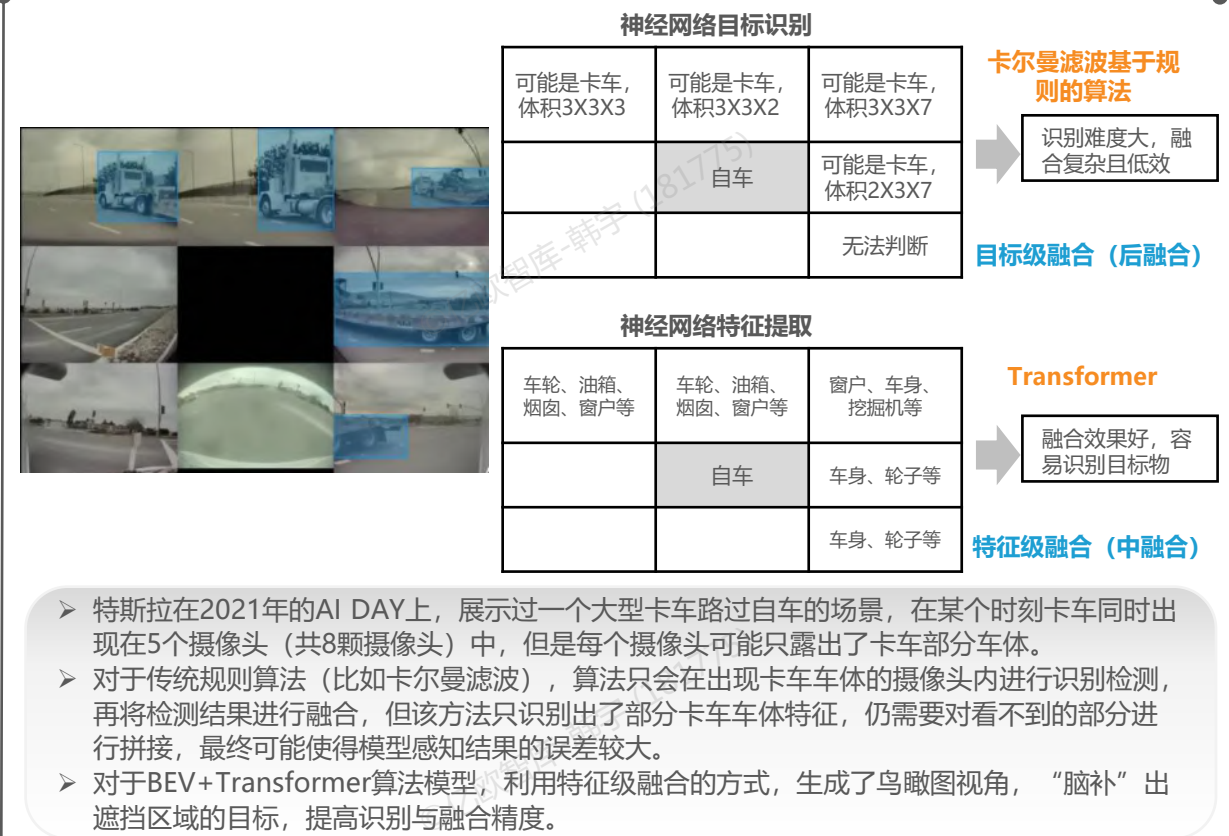 神经网络目标识别
可能是卡车，
体积3X3X3
可能是卡车，
体积3X3X2
可能是卡车，
体积3X3X7
自车
可能是卡车，
体积2X3X7
无法判断
卡尔曼滤波基于规
则的算法
识别难度大，融
合复杂且低效
目标级融合（后融合）
神经网络特征提取
车轮、油箱、
烟囱、窗户等
车轮、油箱、
烟囱、窗户等
窗户、车身、
挖掘机等
自车
车身、轮子等
车身、轮子等
Transformer
融合效果好，容
易识别目标物
特征级融合（中融合）
➢ 特斯拉在2021年的AI DAY上，展示过一个大型卡车路过自车的场景，在某个时刻卡车同时出
现在5个摄像头（共8颗摄像头）中，但是每个摄像头可能只露出了卡车部分车体。
➢ 对于传统规则算法（比如卡尔曼滤波），算法只会在出现卡车车体的摄像头内进行识别检测，
再将检测结果进行融合，但该方法只识别出了部分卡车车体特征，仍需要对看不到的部分进
行拼接，最终可能使得模型感知结果的误差较大。
➢ 对于BEV+Transformer算法模型，利用特征级融合的方式，生成了鸟瞰图视角，“脑补”出
遮挡区域的目标，提高识别与融合精度。
欧智库-韩宇 (181775)